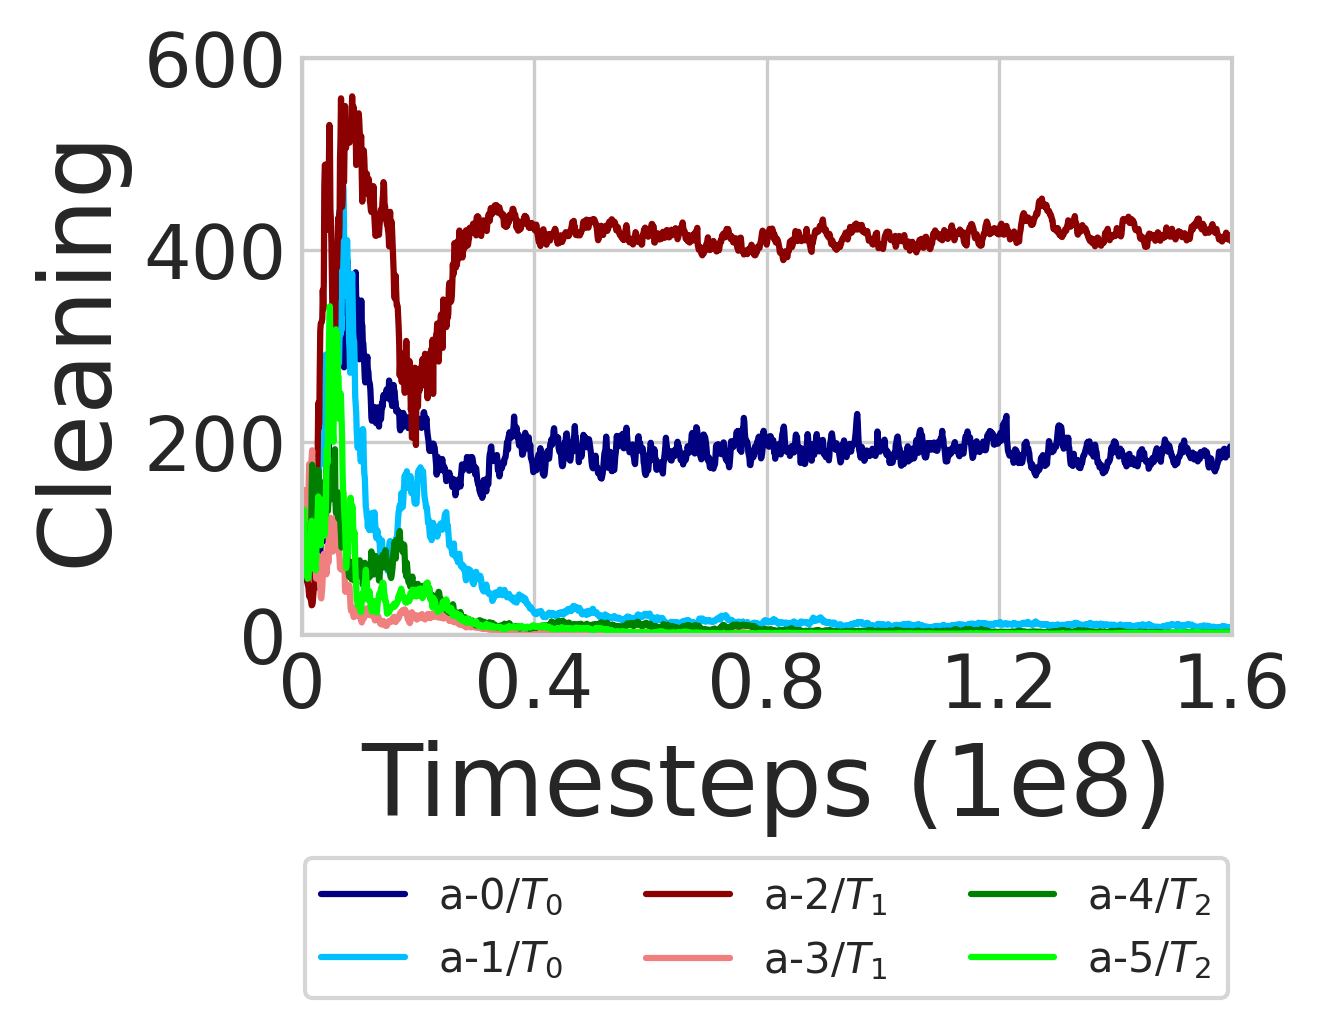 600
400
200
0
Cleaning
0 0.4 0.8 1.2 1.6
Timesteps (1e8)
a-0/T₀ a-2/T₁ a-4/T₂
a-1/T₀ a-3/T₁ a-5/T₂